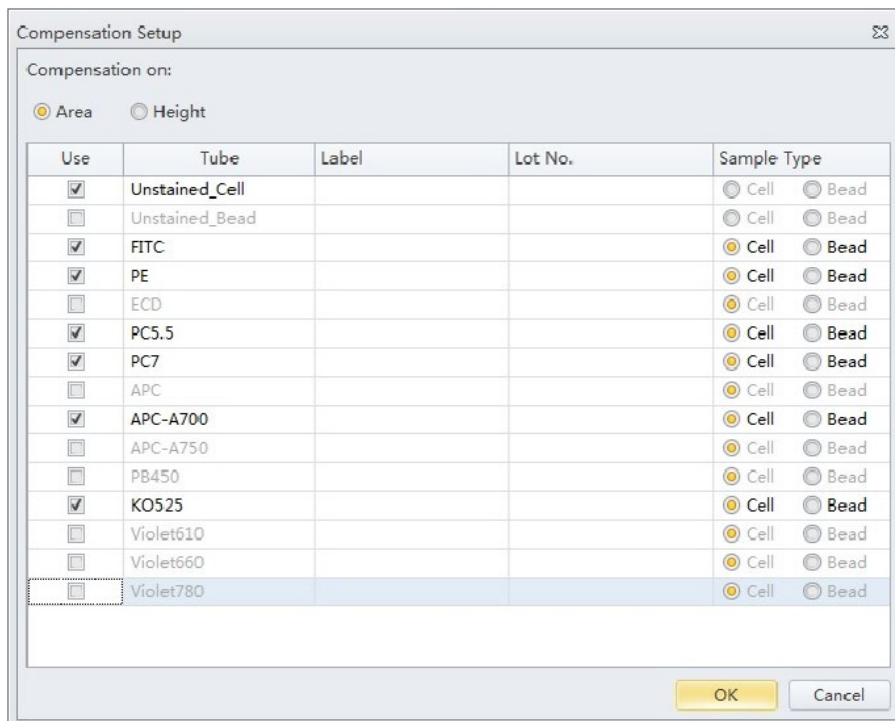 Compensation Setup
Compensation on:
Area Height
Use Tube Label Lot No. Sample Type
Unstained_Cell Cell Bead
Unstained_Bead Cell Bead
FITC Cell Bead
PE Cell Bead
ECD Cell Bead
PC5.5 Cell Bead
PC7 Cell Bead
APC Cell Bead
APC-A700 Cell Bead
APC-A750 Cell Bead
PB450 Cell Bead
KO525 Cell Bead
Violet610 Cell Bead
Violet660 Cell Bead
Violet780 Cell Bead
OK Cancel